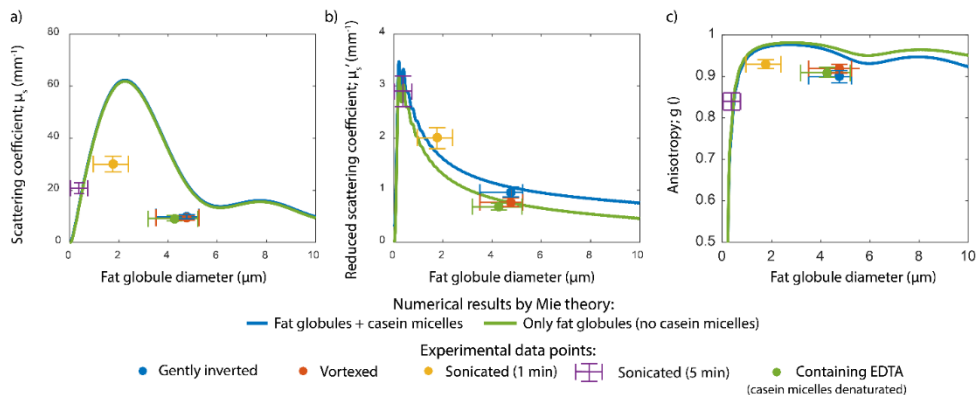 a)
b)
c)
80
60
40
20
0
0
2
4
6
8
10
Scattering coefficient; μs (mm⁻¹)
Fat globule diameter (μm)
4
3
2
1
0
0
2
4
6
8
10
Reduced scattering coefficient; μs' (mm⁻¹)
Fat globule diameter (μm)
1
0.9
0.8
0.7
0.6
0.5
0
2
4
6
8
10
Anisotropy; g ()
Fat globule diameter (μm)
Numerical results by Mie theory:
Fat globules + casein micelles Only fat globules (no casein micelles)
Experimental data points:
Gently inverted Vortexed Sonicated (1 min) Sonicated (5 min) Containing EDTA
(casein micelles denaturated)